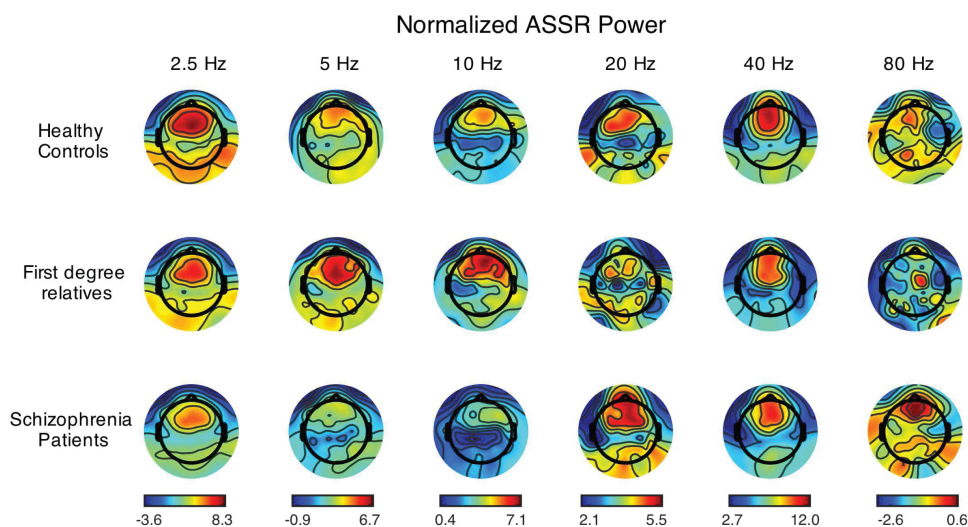 Normalized ASSR Power
2.5 Hz 5 Hz 10 Hz 20 Hz 40 Hz 80 Hz
Healthy
Controls
First degree
relatives
Schizophrenia
Patients
-3.6 8.3 -0.9 6.7 0.4 7.1 2.1 5.5 2.7 12.0 -2.6 0.6